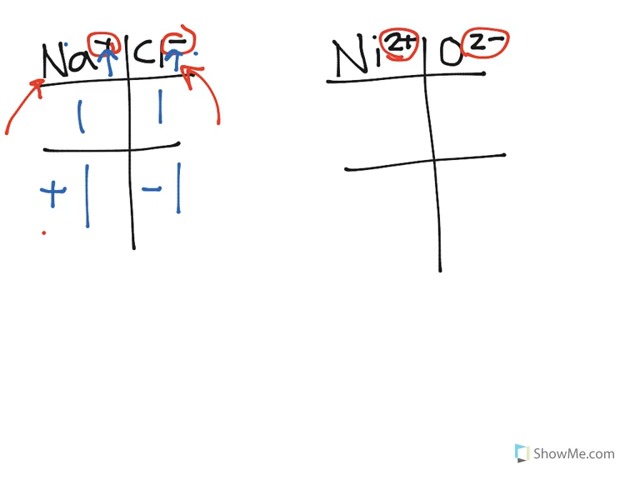 Na+ Cl-
1 1
+1 -1
Ni2+ O2-
ShowMe.com